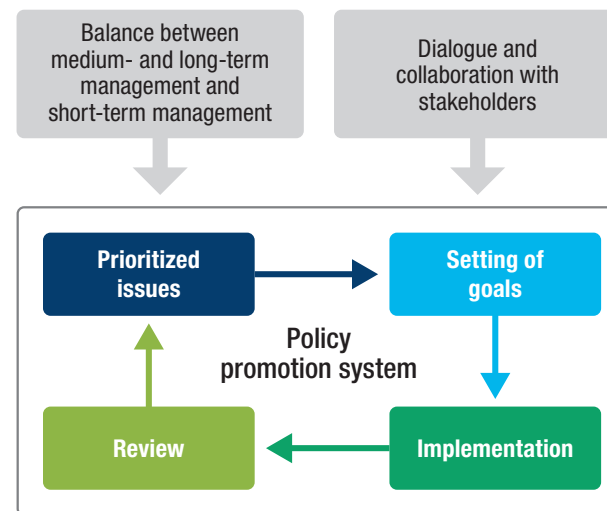 Balance between
medium- and long-term
management and
short-term management
Dialogue and
collaboration with
stakeholders
Prioritized
issues
Setting of
goals
Policy
promotion system
Review
Implementation